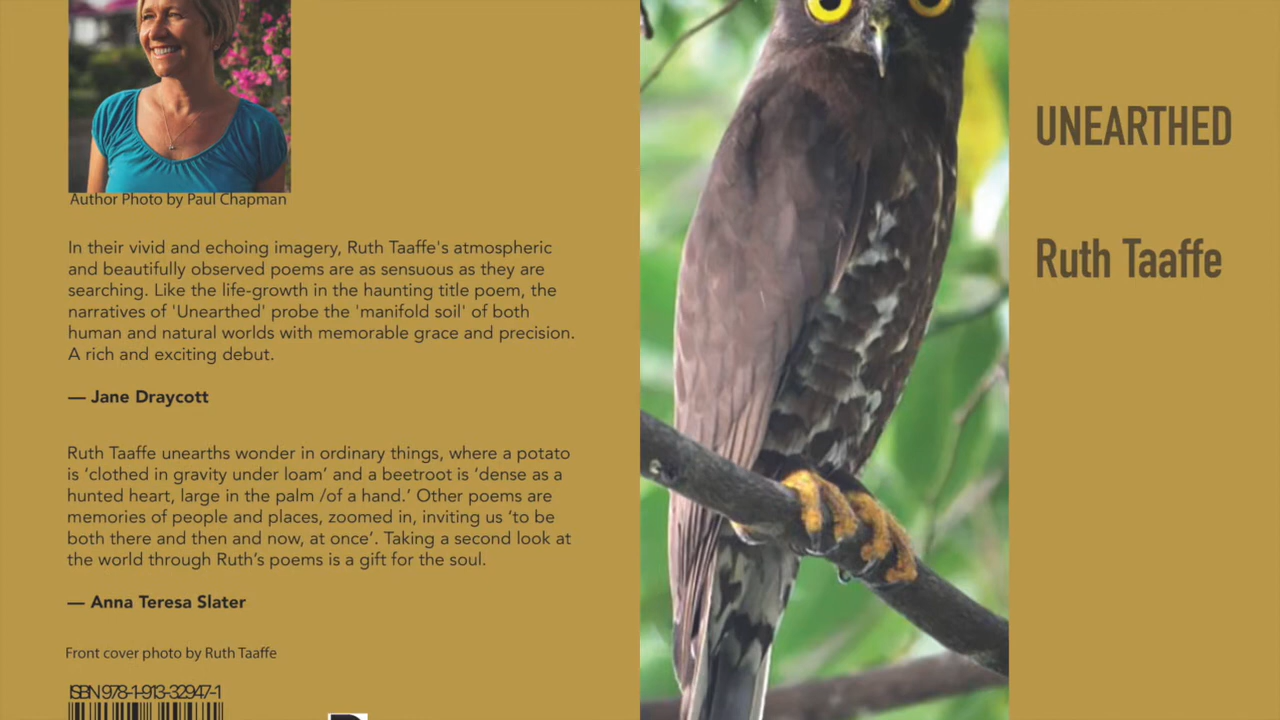 Author Photo by Paul Chapman
In their vivid and echoing imagery, Ruth Taaffe's atmospheric
and beautifully observed poems are as sensuous as they are
searching. Like the life-growth in the haunting title poem, the
narratives of 'Unearthed' probe the 'manifold soil' of both
human and natural worlds with memorable grace and precision.
A rich and exciting debut.
— Jane Draycott
Ruth Taaffe unearths wonder in ordinary things, where a potato
is ‘clothed in gravity under loam’ and a beetroot is ‘dense as a
hunted heart, large in the palm /of a hand.’ Other poems are
memories of people and places, zoomed in, inviting us ‘to be
both there and then and now, at once’. Taking a second look at
the world through Ruth’s poems is a gift for the soul.
— Anna Teresa Slater
Front cover photo by Ruth Taaffe
ISBN 978-1-913-32947-1
UNEARTHED
Ruth Taaffe